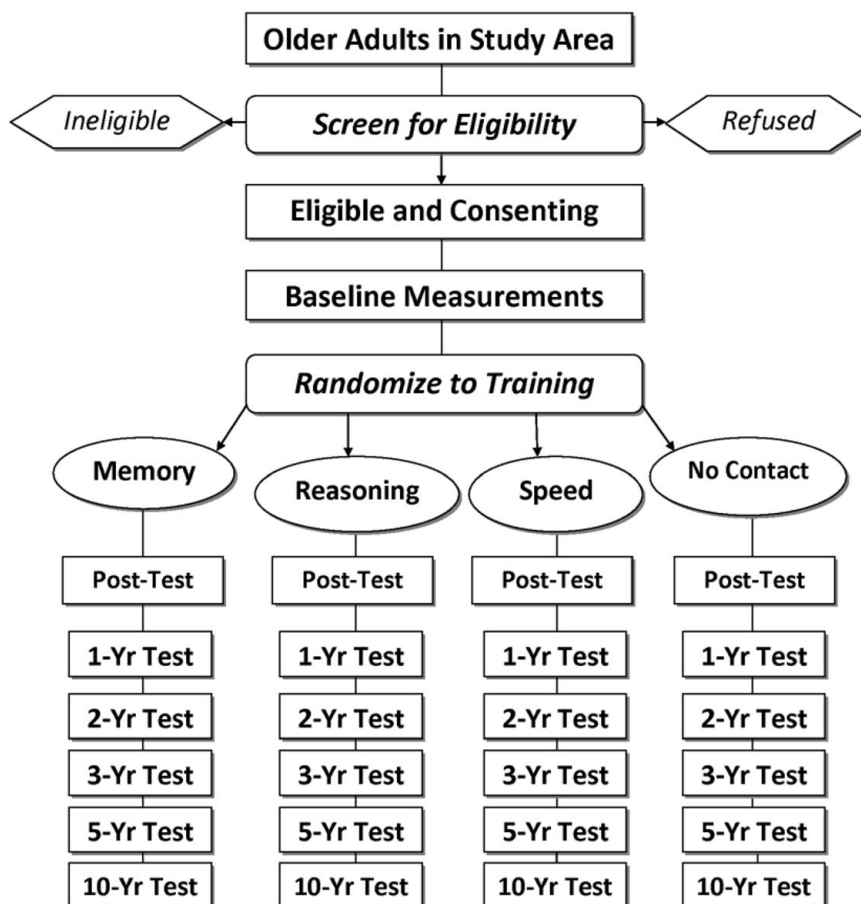 Older Adults in Study Area
Ineligible
Screen for Eligibility
Refused
Eligible and Consenting
Baseline Measurements
Randomize to Training
Memory
Reasoning
Speed
No Contact
Post-Test
Post-Test
Post-Test
Post-Test
1-Yr Test
1-Yr Test
1-Yr Test
1-Yr Test
2-Yr Test
2-Yr Test
2-Yr Test
2-Yr Test
3-Yr Test
3-Yr Test
3-Yr Test
3-Yr Test
5-Yr Test
5-Yr Test
5-Yr Test
5-Yr Test
10-Yr Test
10-Yr Test
10-Yr Test
10-Yr Test